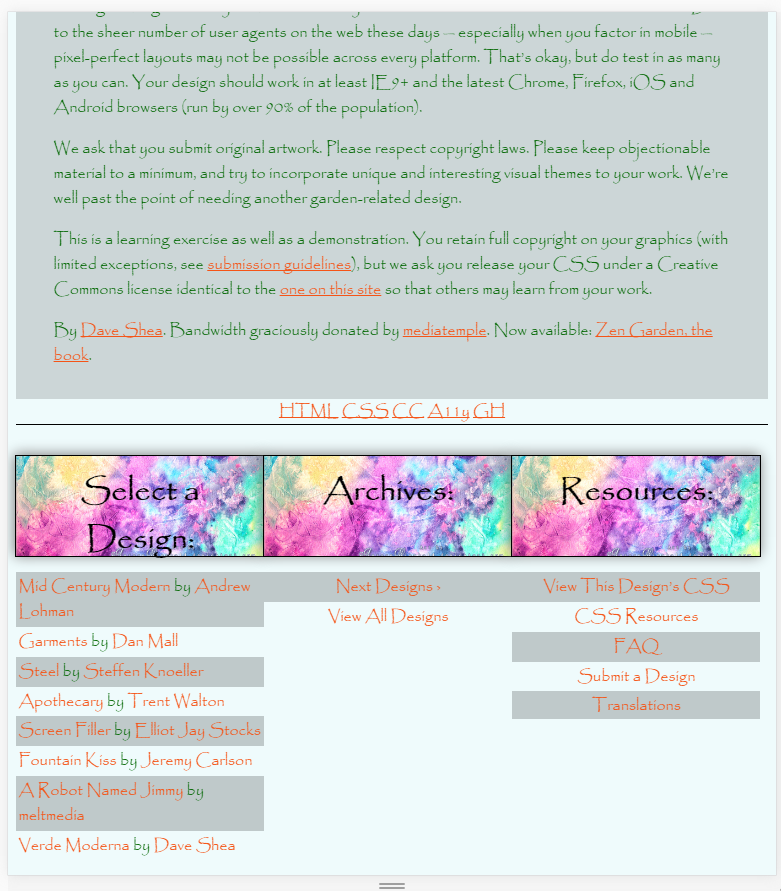 to the sheer number of user agents on the web these days — especially when you factor in mobile —
pixel-perfect layouts may not be possible across every platform. That's okay, but do test in as many
as you can. Your design should work in at least IE9+ and the latest Chrome, Firefox, iOS and
Android browsers (run by over 90% of the population).
We ask that you submit original artwork. Please respect copyright laws. Please keep objectionable
material to a minimum, and try to incorporate unique and interesting visual themes to your work. We're
well past the point of needing another garden-related design.
This is a learning exercise as well as a demonstration. You retain full copyright on your graphics (with
limited exceptions, see submission guidelines), but we ask you release your CSS under a Creative
Commons license identical to the one on this site so that others may learn from your work.
By Dave Shea. Bandwidth graciously donated by mediatemple. Now available: Zen Garden, the
book.
HTML CSS CC A11y GH
Select a
Design:
Mid Century Modern by Andrew
Lohman
Garments by Dan Mall
Steel by Steffen Knoeller
Apothecary by Trent Walton
Screen Filler by Elliot Jay Stocks
Fountain Kiss by Jeremy Carlson
A Robot Named Jimmy by
meltmedia
Verde Moderna by Dave Shea
Archives:
Next Designs ›
View All Designs
Resources:
View This Design's CSS
CSS Resources
FAQ
Submit a Design
Translations